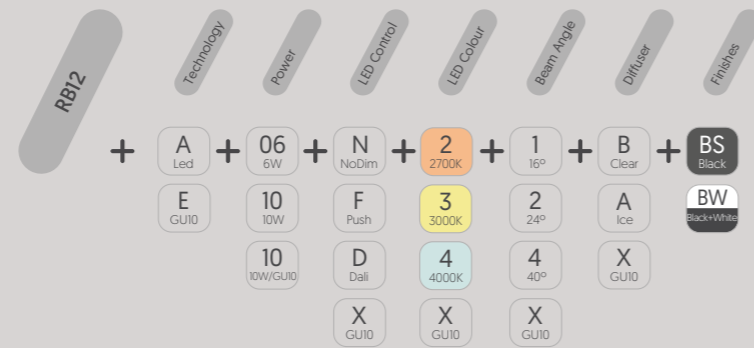 RB12
Technology
Power
LED Control
LED Colour
Beam Angle
Diffuser
Finishes
+ A + 06 + N + 2 + 1 + B + BS
Led 6W NoDim 2700K 16º Clear Black
E 10 F 3 2 A BW
GU10 10W Push 3000K 24º Ice Black+White
10 D 4 4 X
10W/GU10 Dali 4000K 40º GU10
X X X
GU10 GU10 GU10